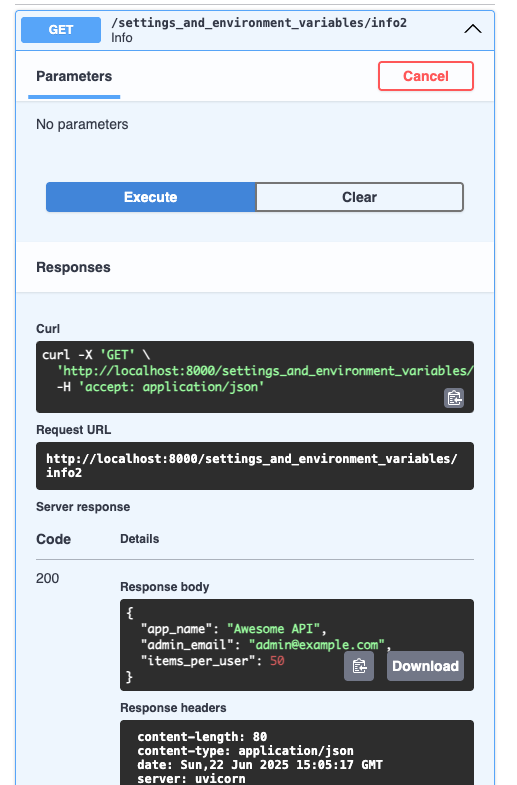 GET /settings_and_environment_variables/info2
Info
Parameters
Cancel
No parameters
Execute
Clear
Responses
Curl
curl -X 'GET' \
'http://localhost:8000/settings_and_environment_variables/
-H 'accept: application/json'
Request URL
http://localhost:8000/settings_and_environment_variables/
info2
Server response
Code Details
200
Response body
{
"app_name": "Awesome API",
"admin_email": "admin@example.com",
"items_per_user": 50
}
Download
Response headers
content-length: 80
content-type: application/json
date: Sun,22 Jun 2025 15:05:17 GMT
server: uvicorn